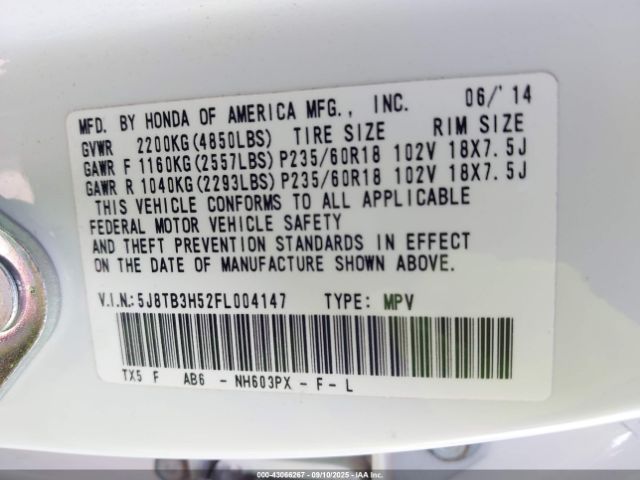 MFD. BY HONDA OF AMERICA MFG., INC. 06/'14
GVWR 2200KG(4850LBS) TIRE SIZE RIM SIZE
GAWR F 1160KG(2557LBS) P235/60R18 102V 18X7.5J
GAWR R 1040KG(2293LBS) P235/60R18 102V 18X7.5J
THIS VEHICLE CONFORMS TO ALL APPLICABLE
FEDERAL MOTOR VEHICLE SAFETY
AND THEFT PREVENTION STANDARDS IN EFFECT
ON THE DATE OF MANUFACTURE SHOWN ABOVE.
V.I.N.: 5J8TB3H52FL004147 TYPE: MPV
TX5 F AB6 - NH603PX - F - L
© IAA Stock# : 43066267 - 09/10/2025 - IAA, Inc.